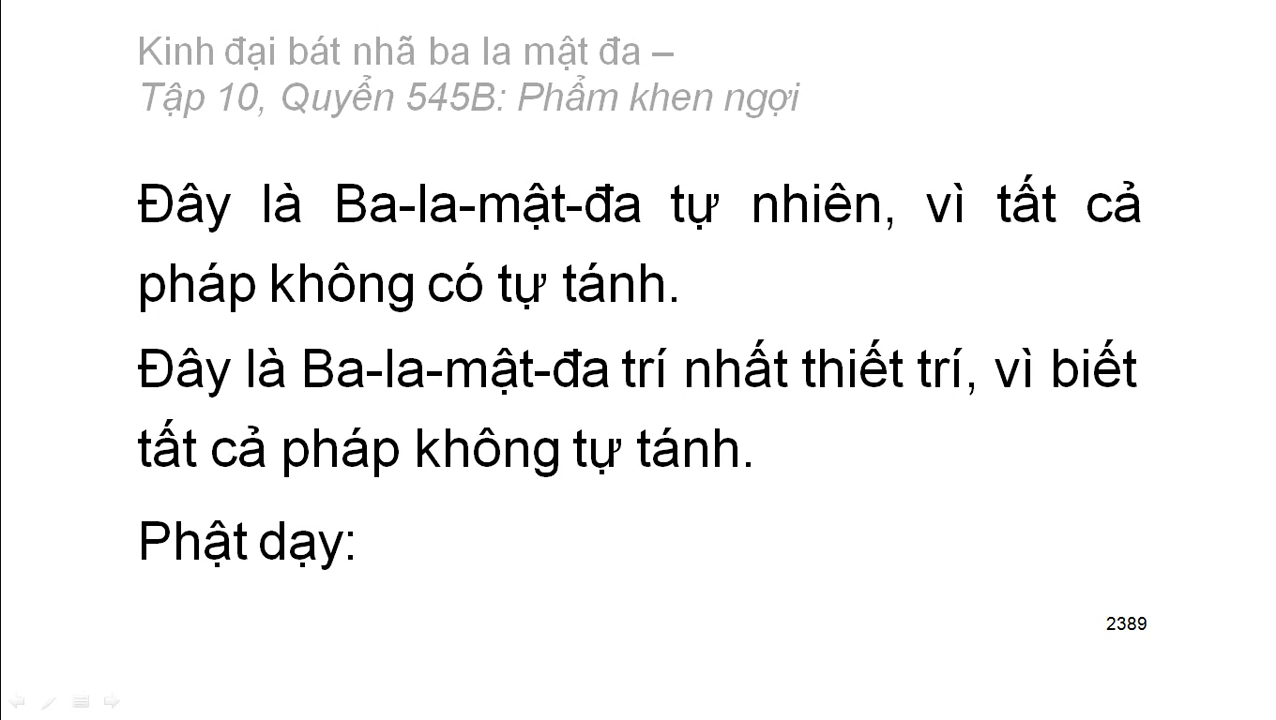 Kinh đại bát nhã ba la mật đa –
Tập 10, Quyển 545B: Phẩm khen ngợi
Đây là Ba-la-mật-đa tự nhiên, vì tất cả
pháp không có tự tánh.
Đây là Ba-la-mật-đa trí nhất thiết trí, vì biết
tất cả pháp không tự tánh.
Phật dạy:
2389